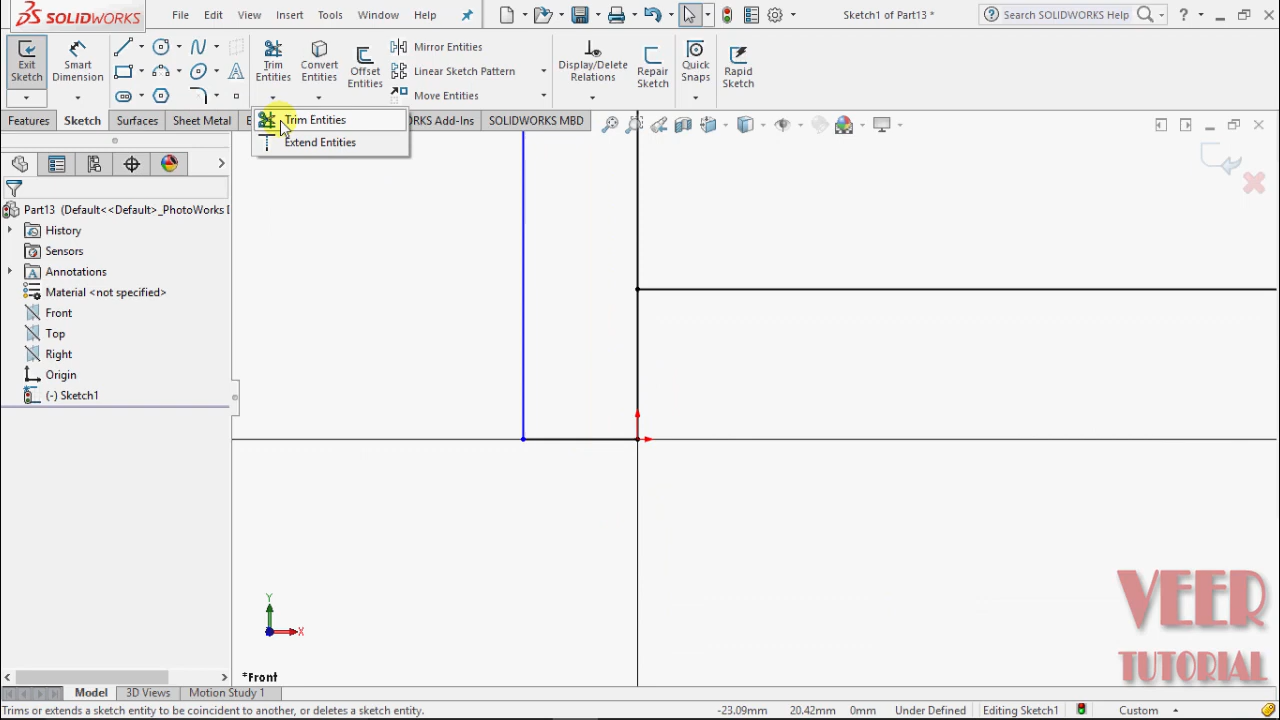 SOLIDWORKS
File Edit View Insert Tools Window Help
Sketch1 of Part13 *
Search SOLIDWORKS Help
Exit Sketch
Smart Dimension
Trim Entities
Convert Entities
Offset Entities
Mirror Entities
Linear Sketch Pattern
Move Entities
Display/Delete Relations
Repair Sketch
Quick Snaps
Rapid Sketch
Features Sketch Surfaces Sheet Metal SOLIDWORKS MBD
Trim Entities
Extend Entities
Part13 (Default<<Default>_PhotoWorks
History
Sensors
Annotations
Material <not specified>
Front
Top
Right
Origin
(-) Sketch1
Y
X
*Front
VEER
TUTORIAL
Model 3D Views Motion Study 1
Trims or extends a sketch entity to be coincident to another, or deletes a sketch entity.
-23.09mm 20.42mm 0mm Under Defined Editing Sketch1 Custom